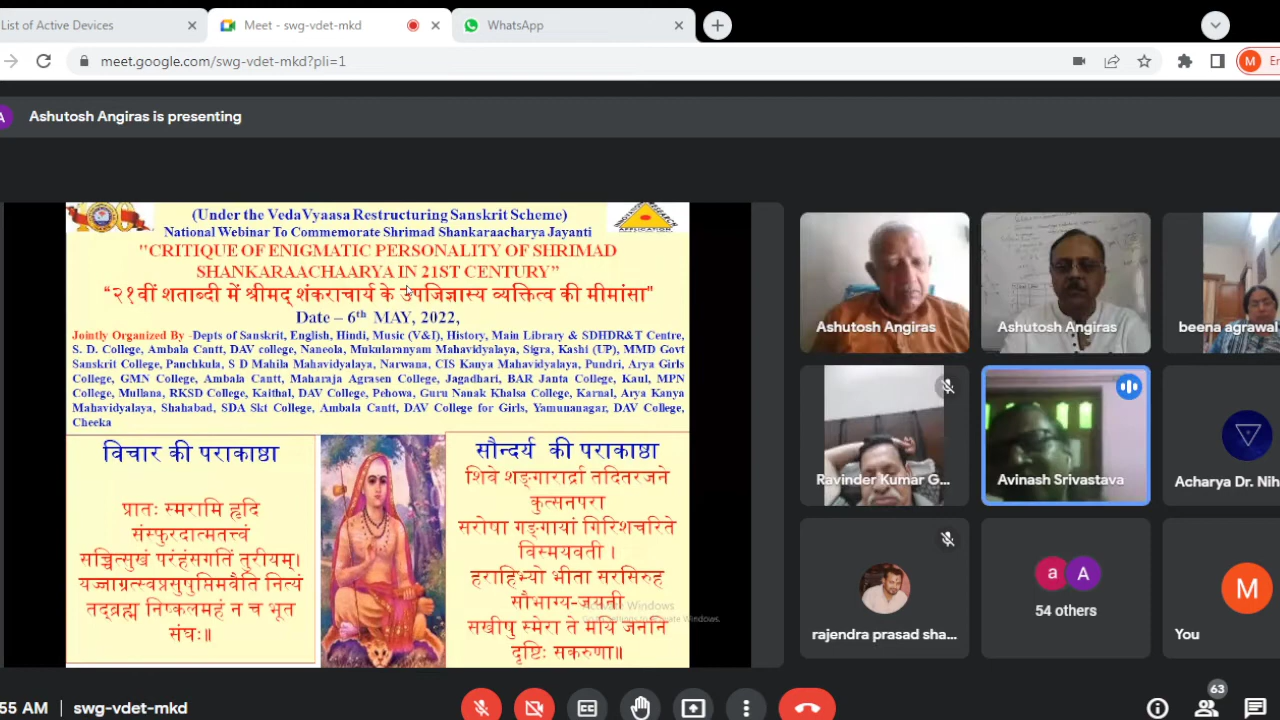 List of Active Devices
Meet - swg-vdet-mkd
WhatsApp
meet.google.com/swg-vdet-mkd?pli=1
M
A
Ashutosh Angiras is presenting
(Under the VedaVyaasa Restructuring Sanskrit Scheme)
National Webinar To Commemorate Shrimad Shankaraacharya Jayanti
"CRITIQUE OF ENIGMATIC PERSONALITY OF SHRIMAD
SHANKARAACHAARYA IN 21ST CENTURY”
“२१वीं शताब्दी में श्रीमद् शंकराचार्य के उपजिज्ञास्य व्यक्तित्व की मीमांसा"
Date – 6th MAY, 2022,
Jointly Organized By -Depts of Sanskrit, English, Hindi, Music (V&I), History, Main Library & SDHDR&T Centre,
S. D. College, Ambala Cantt, DAV college, Naneola, Mukularanyam Mahavidyalaya, Sigra, Kashi (UP), MMD Govt
Sanskrit College, Panchkula, S D Mahila Mahavidyalaya, Narwana, CIS Kanya Mahavidyalaya, Pundri, Arya Girls
College, GMN College, Ambala Cantt, Maharaja Agrasen College, Jagadhari, BAR Janta College, Kaul, MPN
College, Mullana, RKSD College, Kaithal, DAV College, Pehowa, Guru Nanak Khalsa College, Karnal, Arya Kanya
Mahavidyalaya, Shahabad, SDA Skt College, Ambala Cantt, DAV College for Girls, Yamunanagar, DAV College,
Cheeka
विचार की पराकाष्ठा
प्रातः स्मरामि हृदि
संस्फुरदात्मतत्त्वं
सच्चित्सुखं परंहंसगतिं तुरीयम्।
यज्जाग्रत्स्वप्नसुषुप्तिमवैति नित्यं
तद्ब्रह्म निष्कलमहं न च भूत
संघः॥
सौन्दर्य की पराकाष्ठा
शिवे शङ्गारार्द्रा तदितरजने
कुत्सनपरा
सरोषा गङ्गायां गिरिशचरिते
विस्मयवती ।
हराहिभ्यो भीता सरसिरुह
सौभाग्य-जयनी
सखीषु स्मेरा ते मयि जननि
दृष्टिः सकरुणा॥
Ashutosh Angiras
Ashutosh Angiras
beena agrawal
Ravinder Kumar G...
Avinash Srivastava
Acharya Dr. Nih
rajendra prasad sha...
a
A
54 others
M
You
:55 AM
swg-vdet-mkd
63